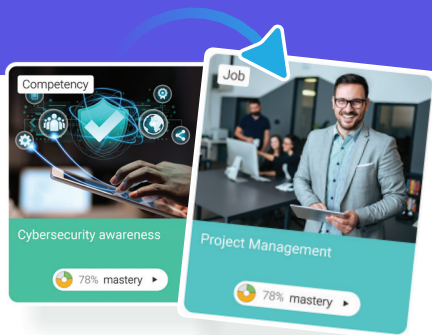 Competency
Cybersecurity awareness
78% mastery
Job
Project Management
78% mastery